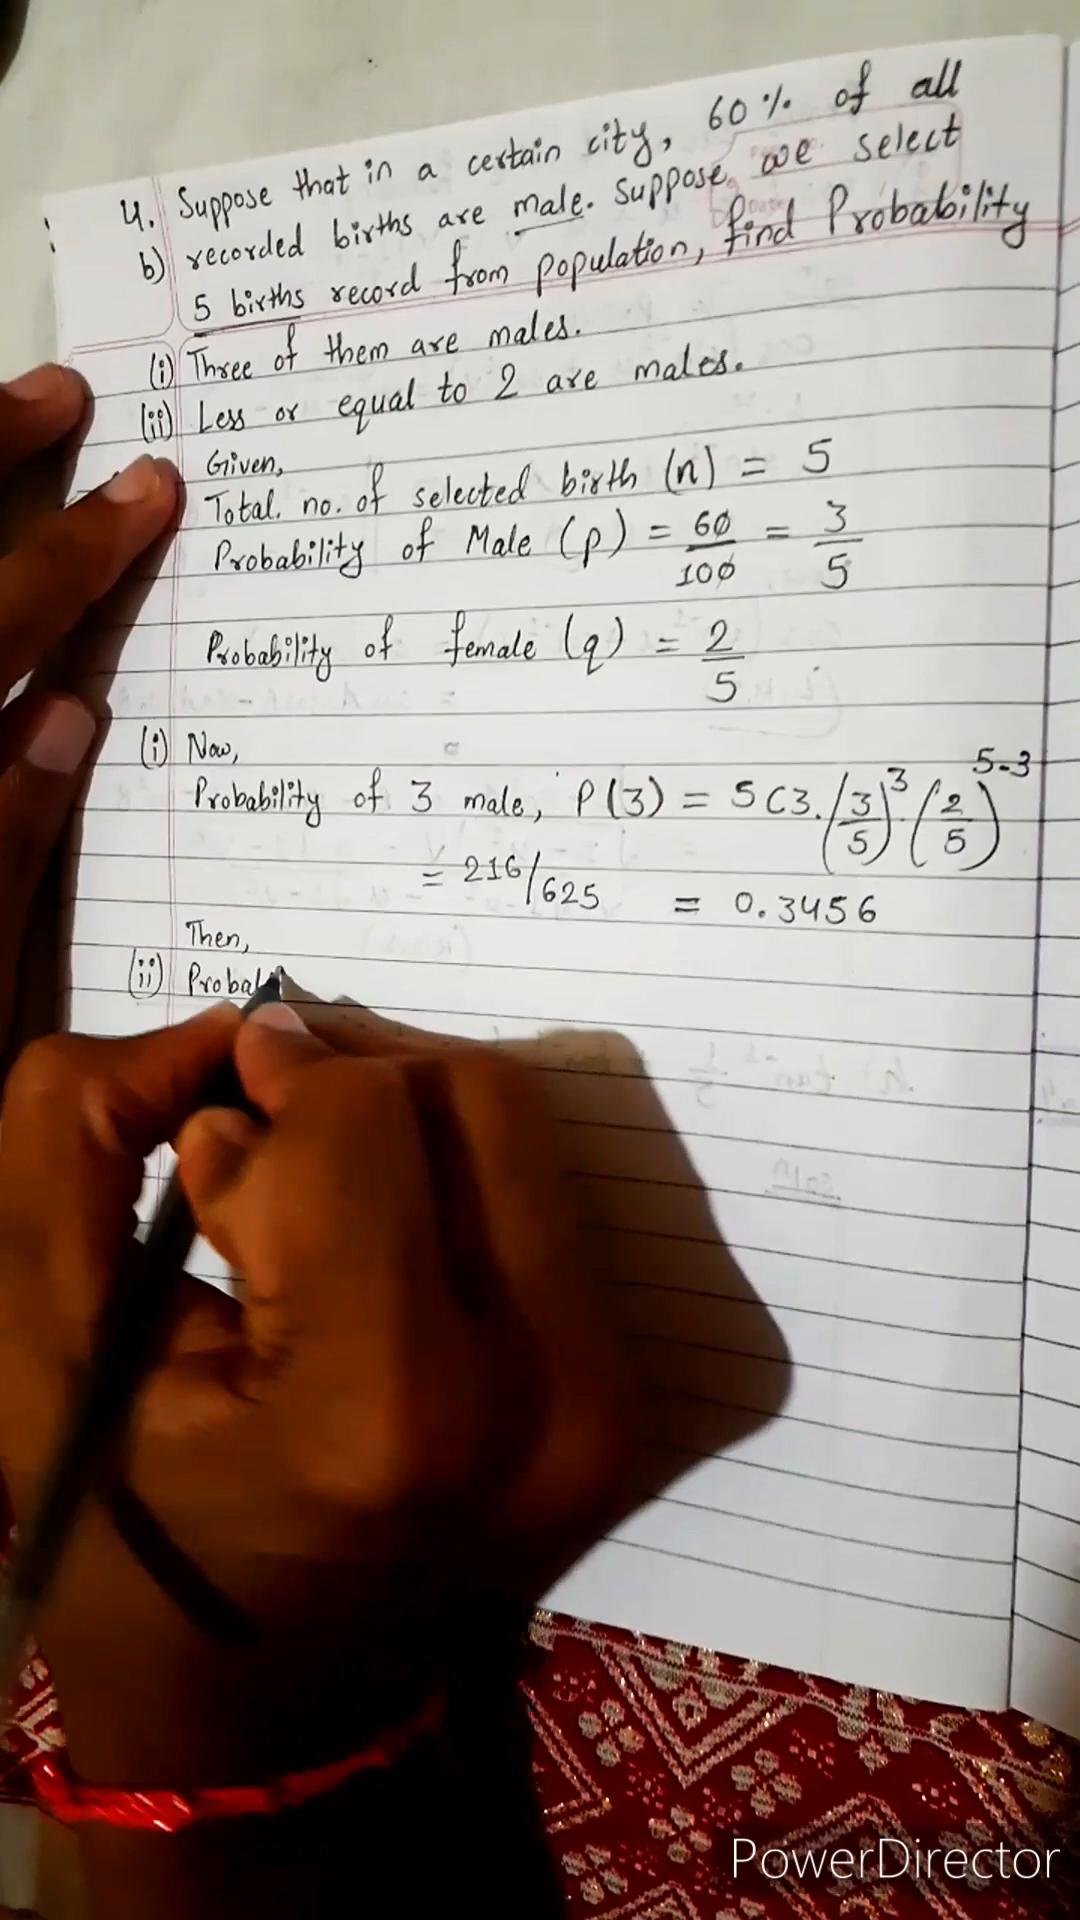 4. Suppose that in a certain city, 60% of all
b) recorded births are male. Suppose we select
5 births record from population, find Probability
(i) Three of them are males.
(ii) Less or equal to 2 are males.
Given,
Total. no. of selected birth (n) = 5
Probability of Male (p) = 60/100 = 3/5
Probability of female (q) = 2/5
(i) Now,
=
Probability of 3 male, P(3) = 5C3.(3/5)^3.(2/5)^5-3
= 216/625 = 0.3456
Then,
(ii) Probab
PowerDirector